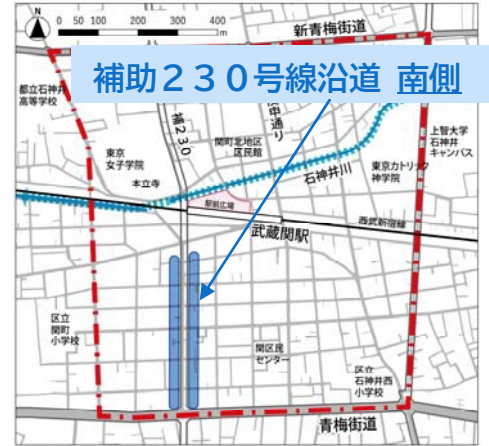 0 50 100 200 300 400
m
N
新青梅街道
補助２３０号線沿道 南側
都立石神井
高等学校
補230
中通り
上智大学
石神井
キャンパス
関町北地区
区民館
東京
女子学院
石神井川
東京カトリック
神学院
本立寺
駅前広場
西武新宿線
武蔵関駅
区立
関町
小学校
関区民
センター
区立
石神井西
小学校
青梅街道